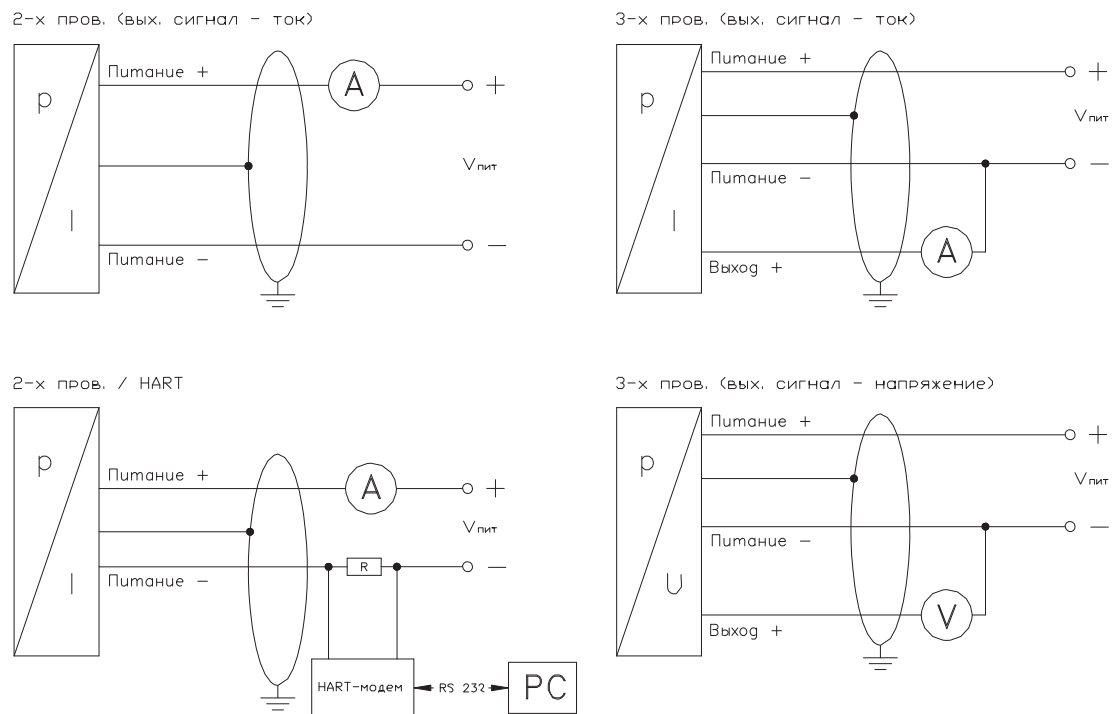 2-х пров. (вых. сигнал - ток)
Питание +
p
A
+
Vпит
I
Питание -
-
3-х пров. (вых. сигнал - ток)
Питание +
+
p
Vпит
Питание -
-
I
A
Выход +
2-х пров. / HART
p
Питание +
A
+
Vпит
Питание -
R
-
I
HART-модем
RS 232
PC
3-х пров. (вых. сигнал - напряжение)
Питание +
+
p
Vпит
Питание -
-
U
V
Выход +